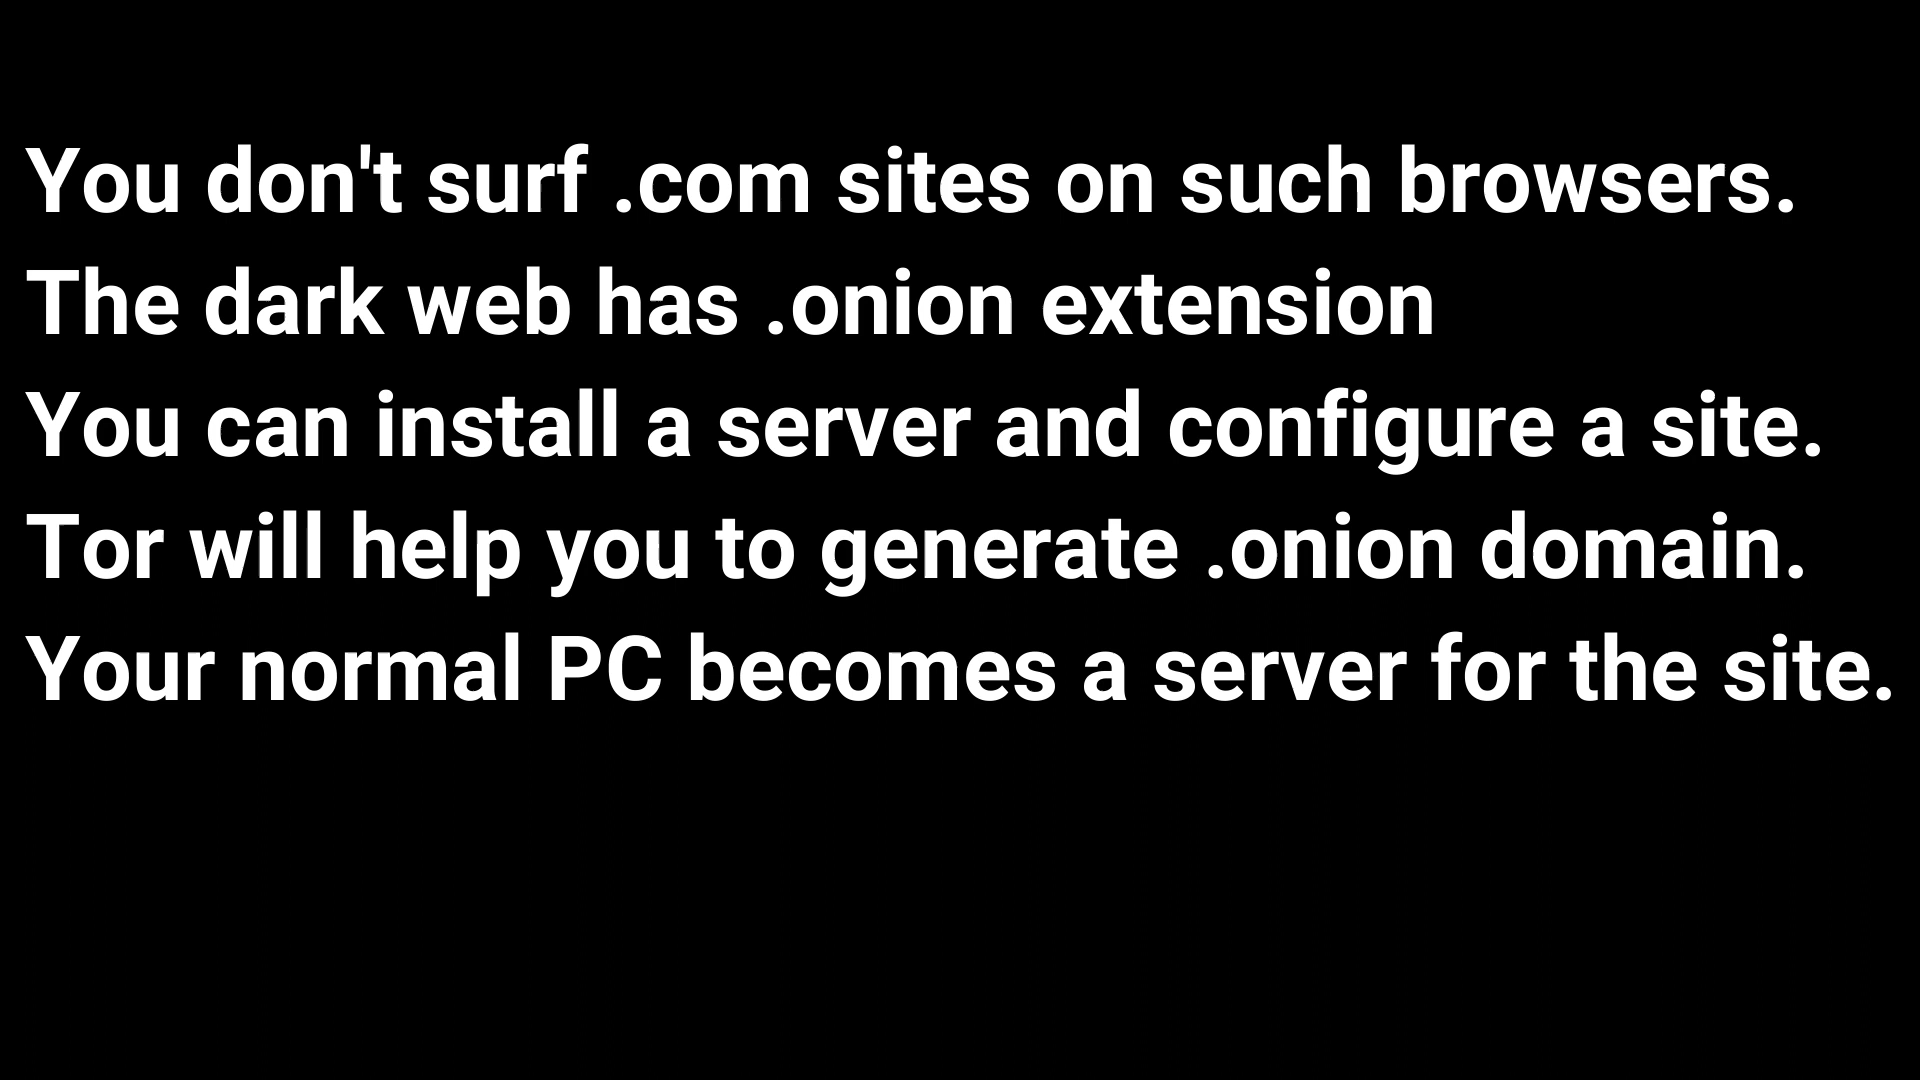 You don't surf .com sites on such browsers.
The dark web has .onion extension
You can install a server and configure a site.
Tor will help you to generate .onion domain.
Your normal PC becomes a server for the site.